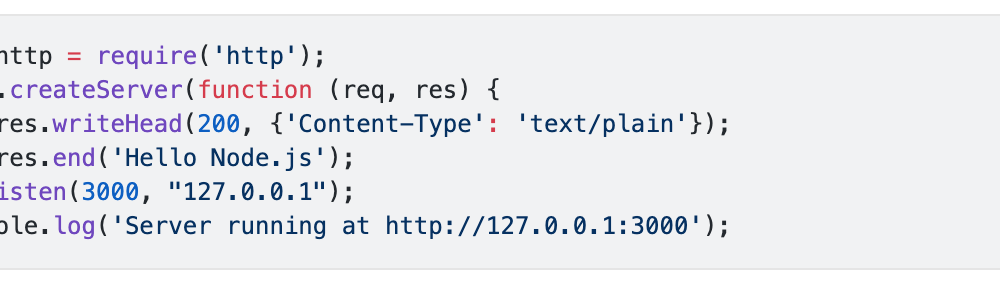 http = require('http');
.createServer(function (req, res) {
res.writeHead(200, {'Content-Type': 'text/plain'});
res.end('Hello Node.js');
isten(3000, "127.0.0.1");
ole.log('Server running at http://127.0.0.1:3000');